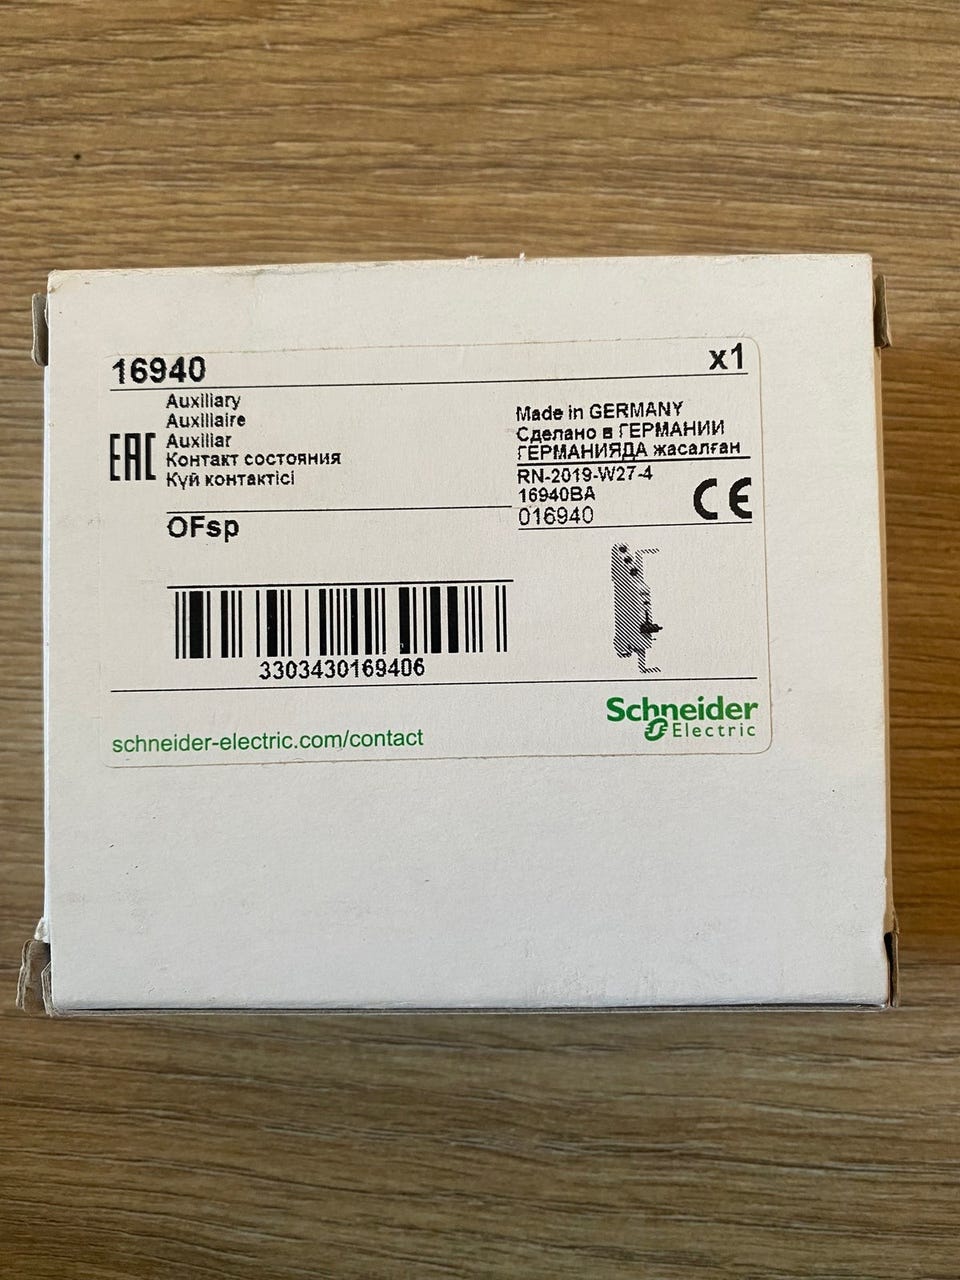 16940 x1
Auxiliary
Auxiliaire
Auxiliar
Контакт состояния
Күй контактісі
EAC
OFsp
3303430169406
Made in GERMANY
Сделано в ГЕРМАНИИ
ГЕРМАНИЯДА жасалған
RN-2019-W27-4
16940BA
016940
CE
schneider-electric.com/contact
Schneider
Electric